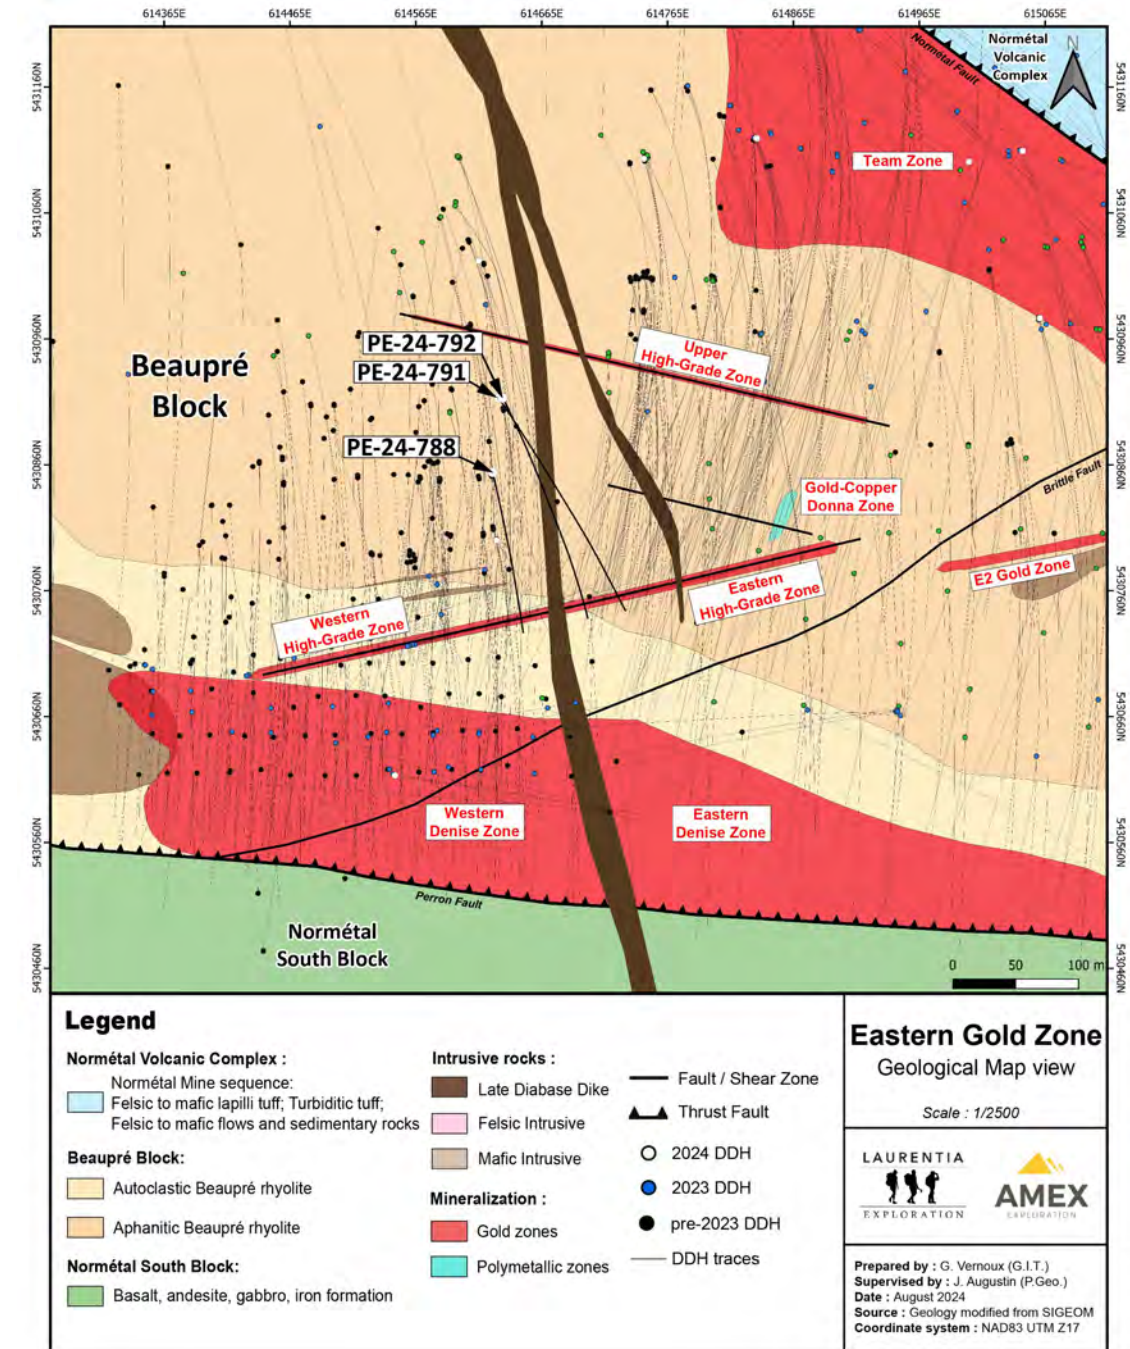 614365E
614465E
614565E
614665E
614765E
614865E
614965E
615065E
5431160N
5431060N
5430960N
5430860N
5430760N
5430660N
5430560N
5430460N
5431160N
5431060N
5430960N
5430860N
5430760N
5430660N
5430560N
5430460N
Normétal Fault
Normétal
Volcanic
Complex
N
Team Zone
Beaupré
Block
PE-24-792
PE-24-791
PE-24-788
Upper
High-Grade Zone
Gold-Copper
Donna Zone
Brittle Fault
E2 Gold Zone
Eastern
High-Grade Zone
Western
High-Grade Zone
Western
Denise Zone
Eastern
Denise Zone
Perron Fault
Normétal
South Block
0 50 100 m
Legend
Normétal Volcanic Complex :
Normétal Mine sequence:
Felsic to mafic lapilli tuff; Turbiditic tuff;
Felsic to mafic flows and sedimentary rocks
Beaupré Block:
Autoclastic Beaupré rhyolite
Aphanitic Beaupré rhyolite
Normétal South Block:
Basalt, andesite, gabbro, iron formation
Intrusive rocks :
Late Diabase Dike
Felsic Intrusive
Mafic Intrusive
Mineralization :
Gold zones
Polymetallic zones
Fault / Shear Zone
Thrust Fault
2024 DDH
2023 DDH
pre-2023 DDH
DDH traces
Eastern Gold Zone
Geological Map view
Scale : 1/2500
LAURENTIA
EXPLORATION
AMEX
EXPLORATION
Prepared by : G. Vernoux (G.I.T.)
Supervised by : J. Augustin (P.Geo.)
Date : August 2024
Source : Geology modified from SIGEOM
Coordinate system : NAD83 UTM Z17